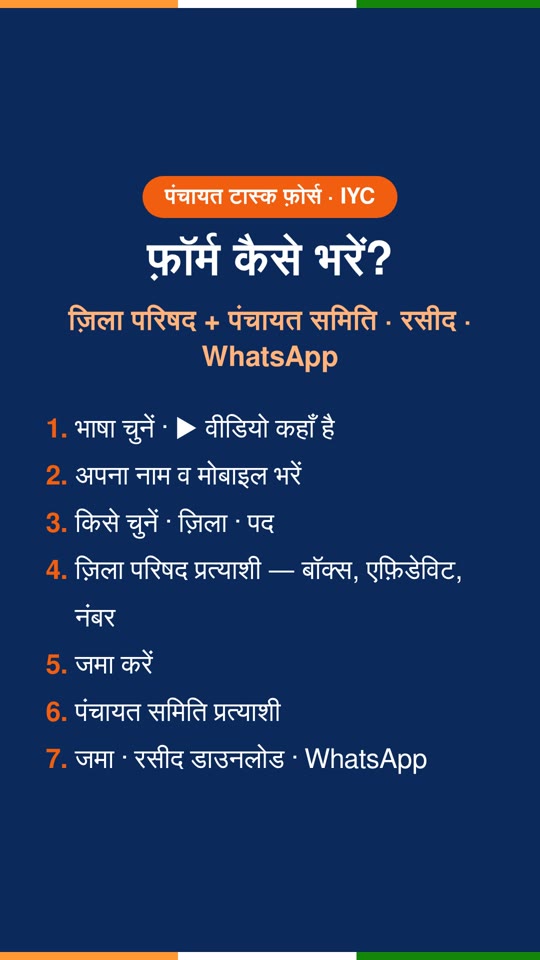 पंचायत टास्क फ़ोर्स · IYC
फ़ॉर्म कैसे भरें?
ज़िला परिषद + पंचायत समिति · रसीद ·
WhatsApp
1. भाषा चुनें · ▶ वीडियो कहाँ है
2. अपना नाम व मोबाइल भरें
3. किसे चुनें · ज़िला · पद
4. ज़िला परिषद प्रत्याशी — बॉक्स, एफ़िडेविट,
नंबर
5. जमा करें
6. पंचायत समिति प्रत्याशी
7. जमा · रसीद डाउनलोड · WhatsApp